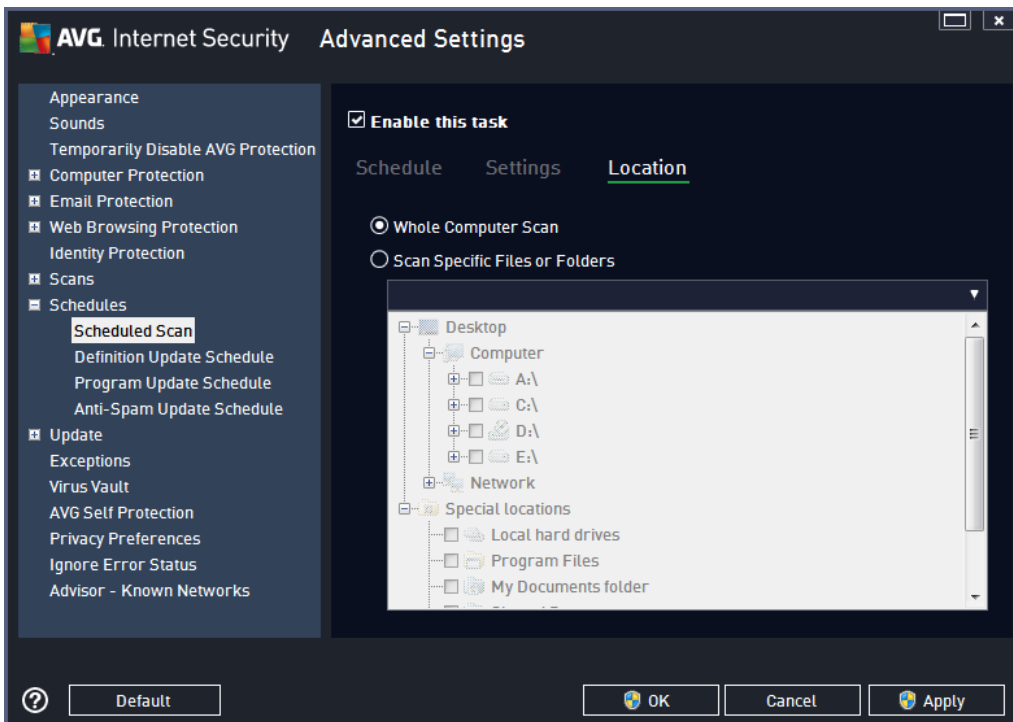 AVG. Internet Security Advanced Settings
Appearance
Sounds
Temporarily Disable AVG Protection
Computer Protection
Email Protection
Web Browsing Protection
Identity Protection
Scans
Schedules
Scheduled Scan
Definition Update Schedule
Program Update Schedule
Anti-Spam Update Schedule
Update
Exceptions
Virus Vault
AVG Self Protection
Privacy Preferences
Ignore Error Status
Advisor - Known Networks
Enable this task
Schedule Settings Location
Whole Computer Scan
Scan Specific Files or Folders
Desktop
Computer
A:\
C:\
D:\
E:\
Network
Special locations
Local hard drives
Program Files
My Documents folder
Default OK Cancel Apply